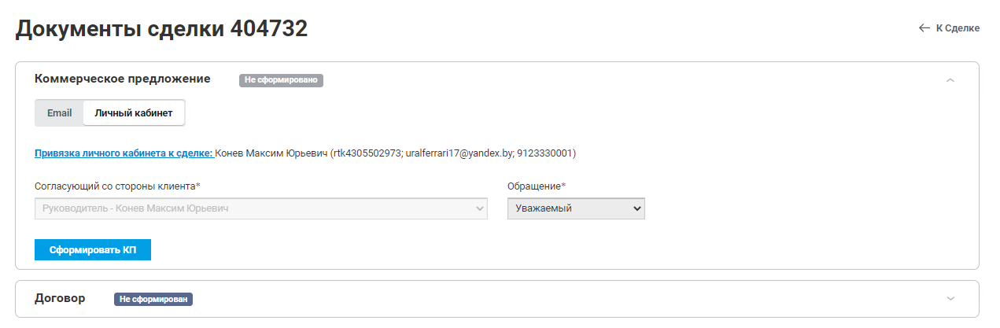 Документы сделки 404732
К Сделке
Коммерческое предложение Не сформировано
Email Личный кабинет
Привязка личного кабинета к сделке: Конев Максим Юрьевич (rtk4305502973; uralferrari17@yandex.by; 9123330001)
Согласующий со стороны клиента* Обращение*
Руководитель - Конев Максим Юрьевич Уважаемый
Сформировать КП
Договор Не сформирован